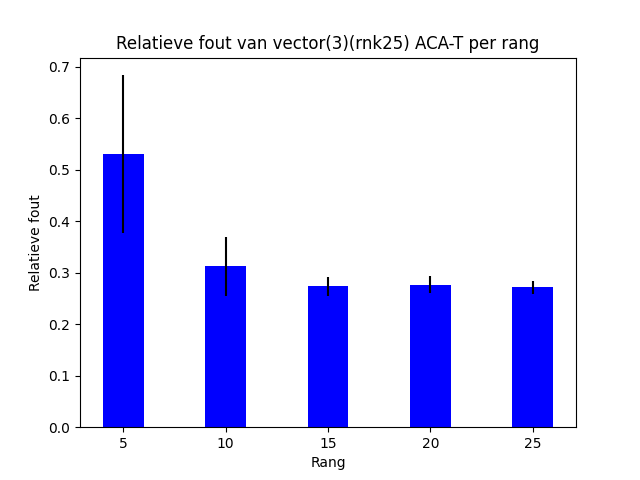 Relatieve fout van vector(3)(rnk25) ACA-T per rang
0.7
0.6
0.5
0.4
0.3
0.2
0.1
0.0
Relatieve fout
5 10 15 20 25
Rang